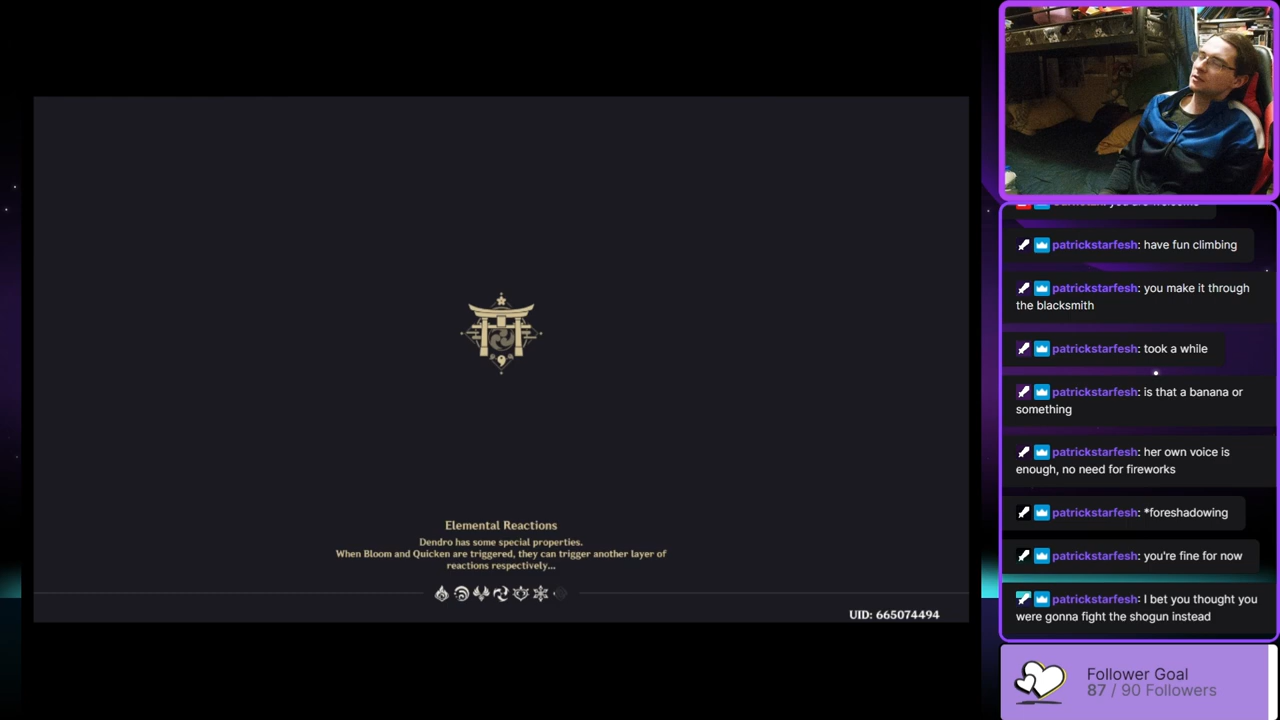 patrickstarfesh: have fun climbing
patrickstarfesh: you make it through
the blacksmith
patrickstarfesh: took a while
patrickstarfesh: is that a banana or
something
patrickstarfesh: her own voice is
enough, no need for fireworks
patrickstarfesh: *foreshadowing
patrickstarfesh: you're fine for now
patrickstarfesh: I bet you thought you
were gonna fight the shogun instead
Elemental Reactions
Dendro has some special properties.
When Bloom and Quicken are triggered, they can trigger another layer of
reactions respectively...
UID: 665074494
Follower Goal
87 / 90 Followers